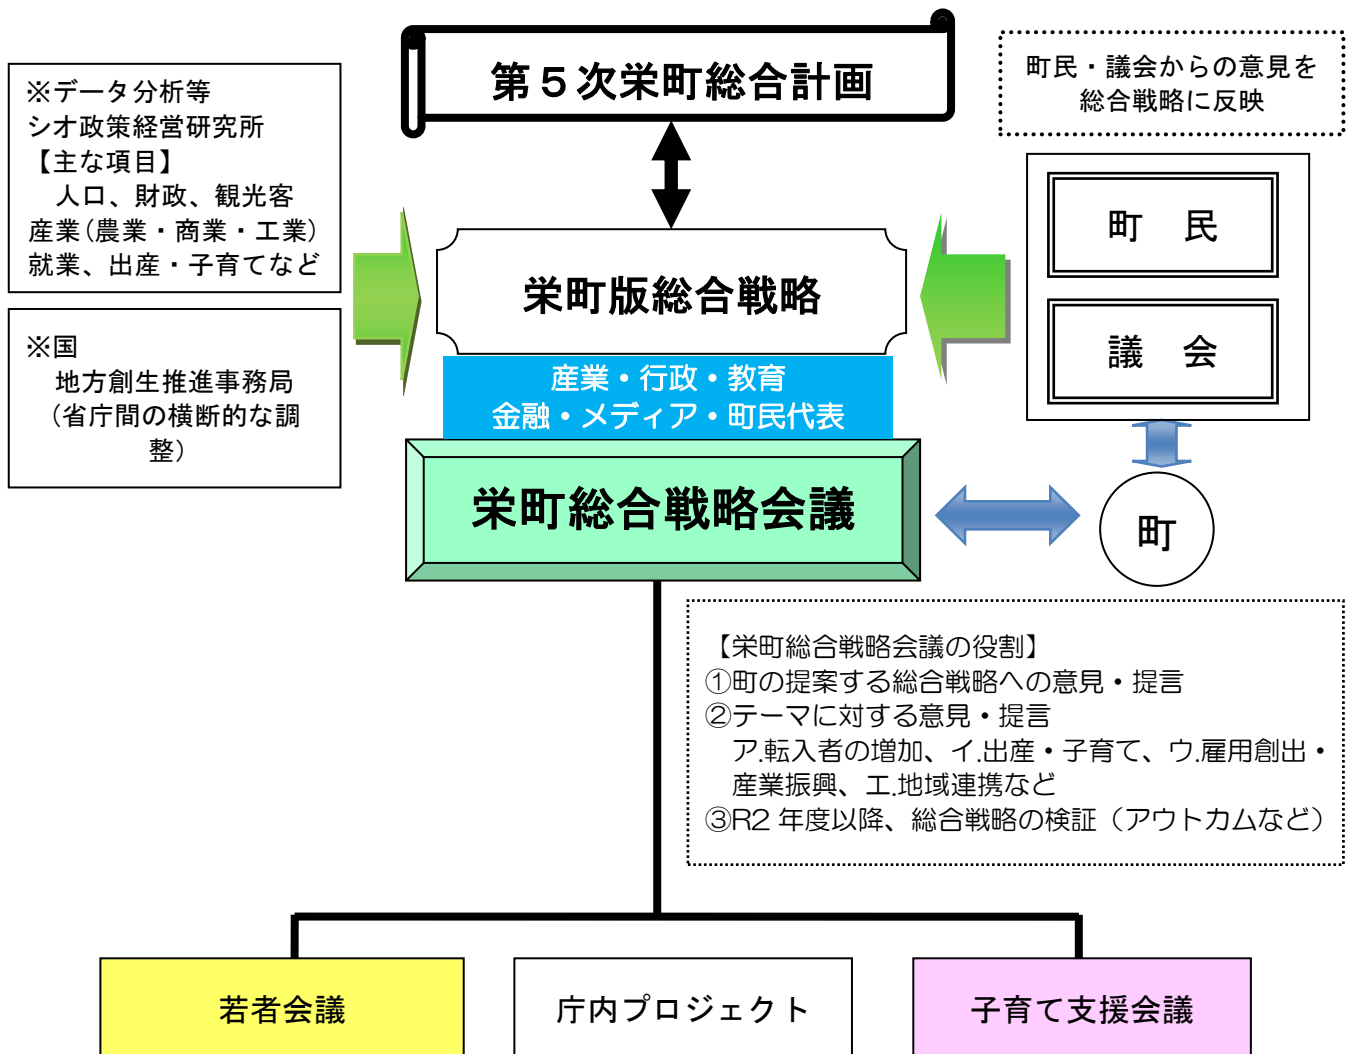 第５次栄町総合計画
※データ分析等
シオ政策経営研究所
【主な項目】
人口、財政、観光客
産業(農業・商業・工業)
就業、出産・子育てなど
※国
地方創生推進事務局
（省庁間の横断的な調
整）
町民・議会からの意見を
総合戦略に反映
町　民
議　会
町
栄町版総合戦略
産業・行政・教育
金融・メディア・町民代表
栄町総合戦略会議
【栄町総合戦略会議の役割】
①町の提案する総合戦略への意見・提言
②テーマに対する意見・提言
ア.転入者の増加、イ.出産・子育て、ウ.雇用創出・
産業振興、エ.地域連携など
③R2 年度以降、総合戦略の検証（アウトカムなど）
若者会議
庁内プロジェクト
子育て支援会議